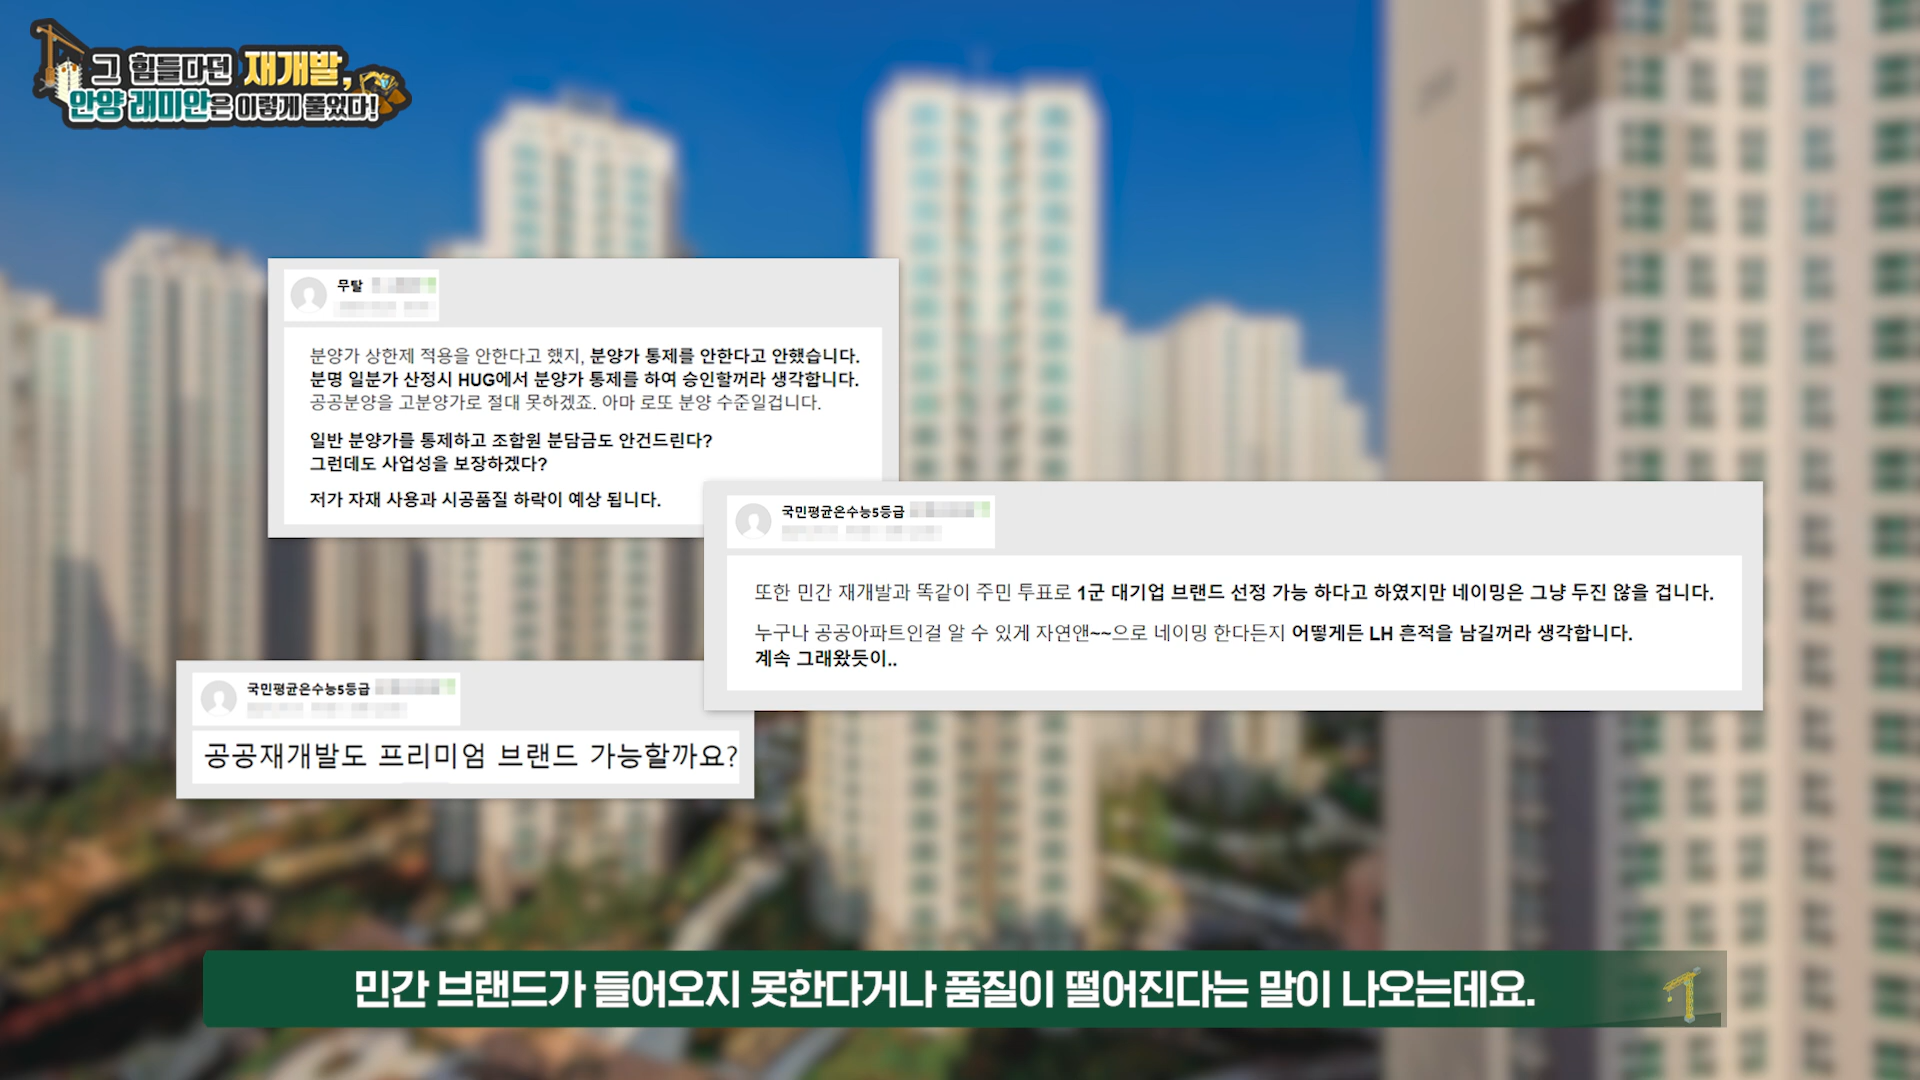 그 힘들다던 재개발,
안양 래미안은 이렇게 풀었다!
무탈
분양가 상한제 적용을 안한다고 했지, 분양가 통제를 안한다고 안했습니다.
분명 일분가 산정시 HUG에서 분양가 통제를 하여 승인할꺼라 생각합니다.
공공분양을 고분양가로 절대 못하겠죠. 아마 로또 분양 수준일겁니다.
일반 분양가를 통제하고 조합원 분담금도 안건드린다?
그런데도 사업성을 보장하겠다?
저가 자재 사용과 시공품질 하락이 예상 됩니다.
국민평균은수능5등급
또한 민간 재개발과 똑같이 주민 투표로 1군 대기업 브랜드 선정 가능 하다고 하였지만 네이밍은 그냥 두진 않을 겁니다.
누구나 공공아파트인걸 알 수 있게 자연앤~~으로 네이밍 한다든지 어떻게든 LH 흔적을 남길꺼라 생각합니다.
계속 그래왔듯이..
국민평균은수능5등급
공공재개발도 프리미엄 브랜드 가능할까요?
민간 브랜드가 들어오지 못한다거나 품질이 떨어진다는 말이 나오는데요.